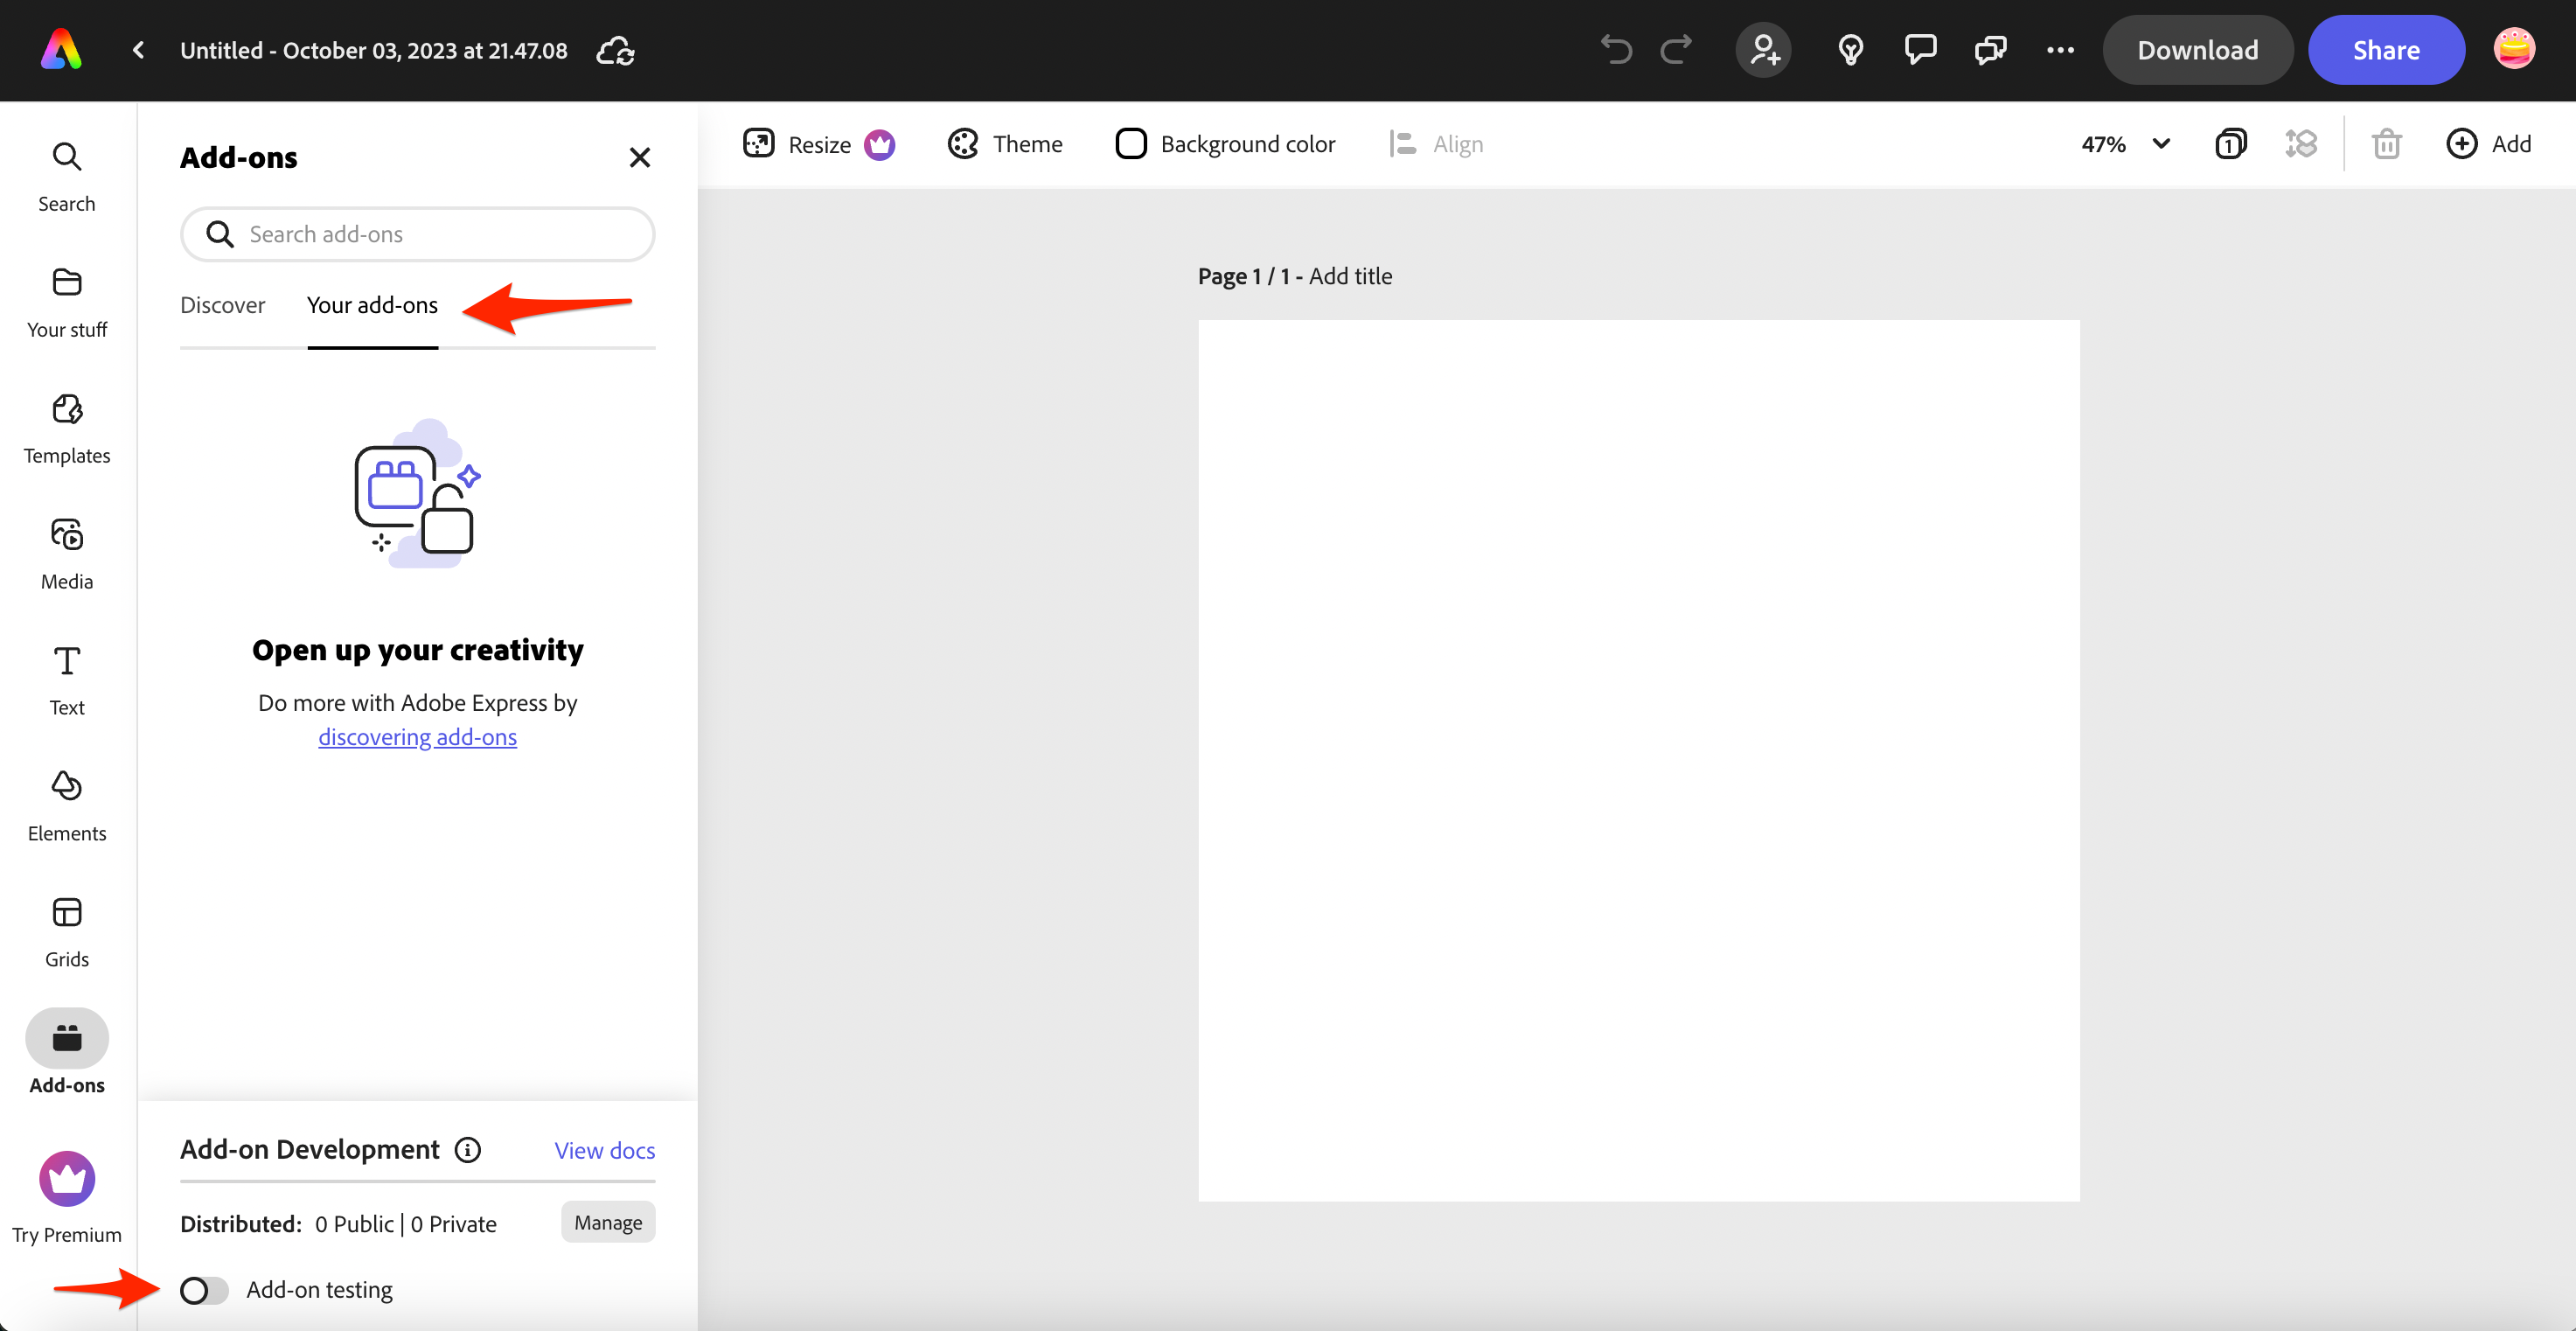 Untitled - October 03, 2023 at 21.47.08
Download
Share
Search
Your stuff
Templates
Media
Text
Elements
Grids
Add-ons
Try Premium
Add-ons
Search add-ons
Discover
Your add-ons
Open up your creativity
Do more with Adobe Express by
discovering add-ons
Add-on Development
View docs
Distributed: 0 Public | 0 Private
Manage
Add-on testing
Resize
Theme
Background color
Align
47%
1
Add
Page 1 / 1 - Add title